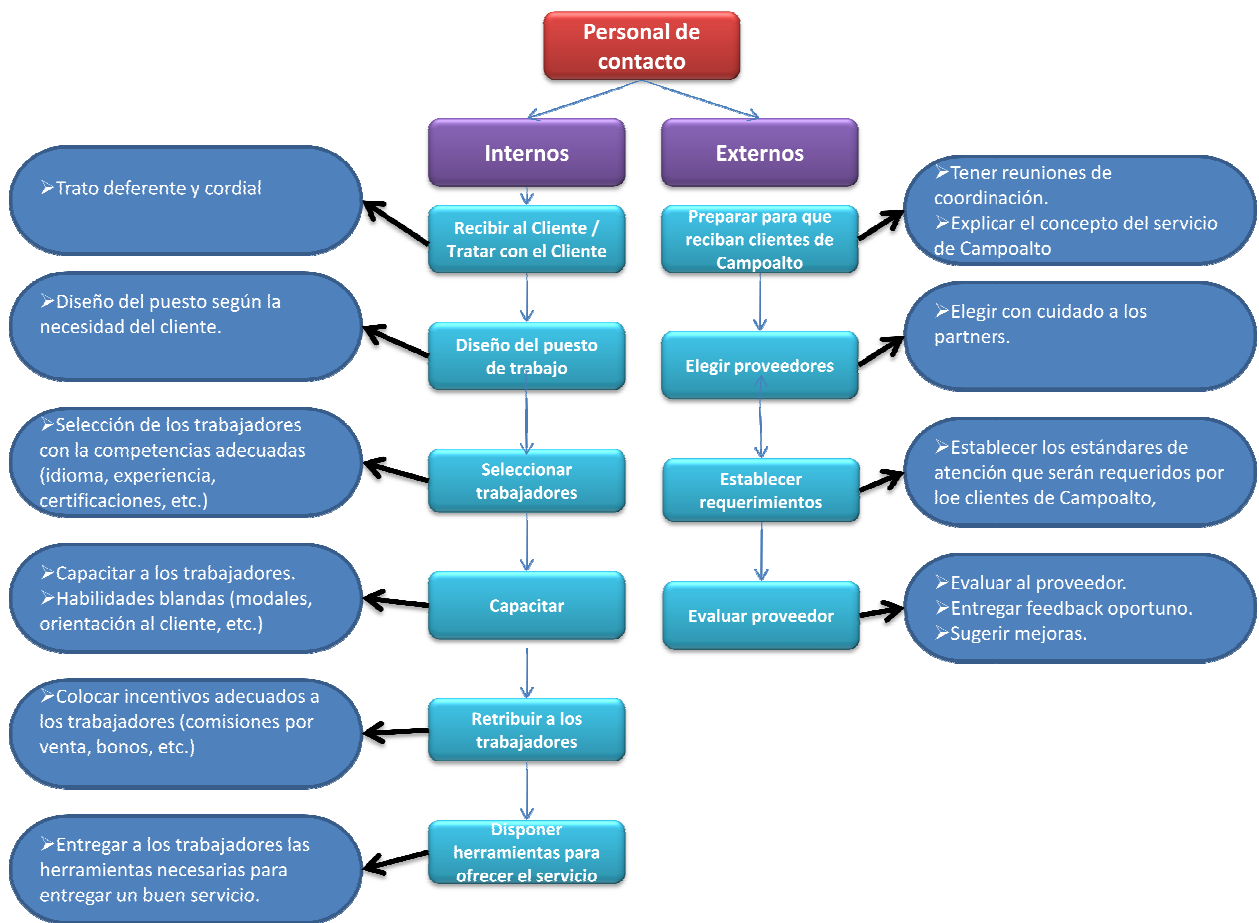 Personal de
contacto
Internos
Externos
➢Trato deferente y cordial
Recibir al Cliente /
Tratar con el Cliente
Preparar para que
reciban clientes de
Campoalto
➢Tener reuniones de
coordinación.
➢Explicar el concepto del servicio
de Campoalto
➢Diseño del puesto según la
necesidad del cliente.
Diseño del puesto
de trabajo
Elegir proveedores
➢Elegir con cuidado a los
partners.
➢Selección de los trabajadores
con la competencias adecuadas
(idioma, experiencia,
certificaciones, etc.)
Seleccionar
trabajadores
Establecer
requerimientos
➢Establecer los estándares de
atención que serán requeridos por
loe clientes de Campoalto,
➢Capacitar a los trabajadores.
➢Habilidades blandas (modales,
orientación al cliente, etc.)
Capacitar
Evaluar proveedor
➢Evaluar al proveedor.
➢Entregar feedback oportuno.
➢Sugerir mejoras.
➢Colocar incentivos adecuados a
los trabajadores (comisiones por
venta, bonos, etc.)
Retribuir a los
trabajadores
➢Entregar a los trabajadores las
herramientas necesarias para
entregar un buen servicio.
Disponer
herramientas para
ofrecer el servicio